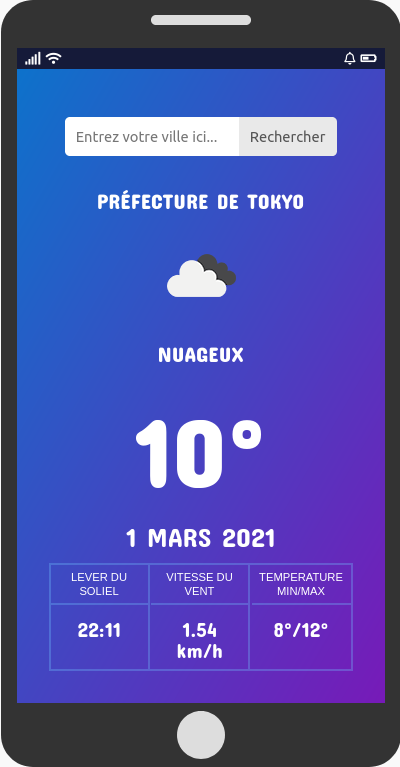 Entrez votre ville ici... Rechercher
PRÉFECTURE DE TOKYO
NUAGEUX
10°
1 MARS 2021
LEVER DU
SOLIEL
VITESSE DU
VENT
TEMPERATURE
MIN/MAX
22:11
1.54
km/h
8°/12°